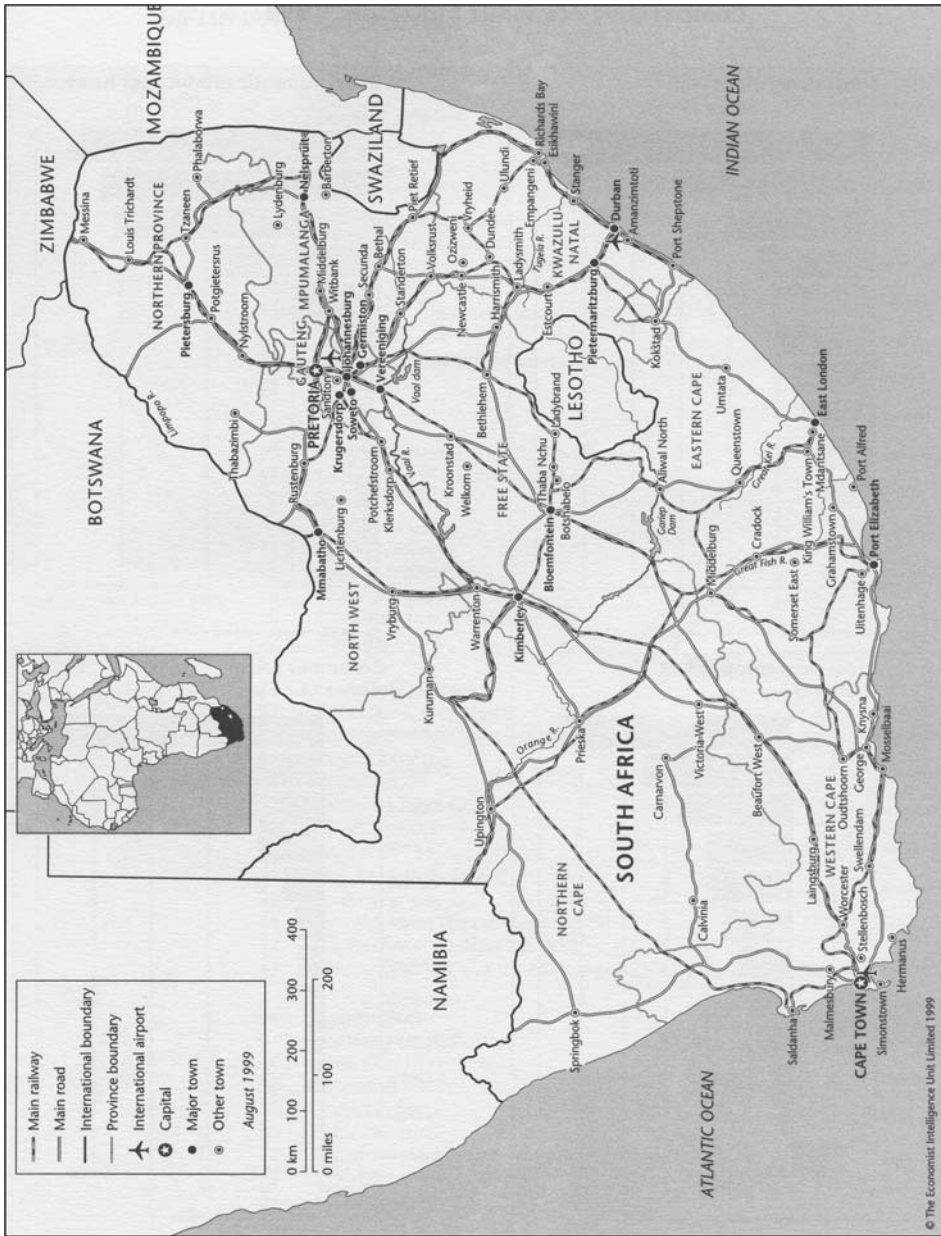 Main railway
Main road
International boundary
Province boundary
International airport
Capital
Major town
Other town
August 1999
0 km 100 200 300 400
0 miles 100 200
ZIMBABWE
MOZAMBIQUE
BOTSWANA
NAMIBIA
SWAZILAND
LESOTHO
SOUTH AFRICA
ATLANTIC OCEAN
INDIAN OCEAN
NORTHERN PROVINCE
MPUMALANGA
GAUTENG
NORTH WEST
FREE STATE
KWAZULU-
NATAL
EASTERN CAPE
NORTHERN
CAPE
WESTERN CAPE
Messina
Louis Trichardt
Phalaborwa
Tzaneen
Pietersburg
Potgietersrus
Nylstroom
Lydenburg
Nelspruite
Barberton
Limpopo R.
Thabazimbi
Rustenburg
PRETORIA
Sandton
Johannesburg
Krugersdorp
Soweto
Germiston
Vereeniging
Middelburg
Witbank
Secunda
Bethal
Standerton
Piet Retief
Volksrust
Vaal dam
Vaal R.
Mmabatho
Lichtenburg
Potchefstroom
Klerksdorp
Kroonstad
Welkom
Vryburg
Kuruman
Warrenton
Kimberley
Bloemfontein
Thaba Nchu
Botshabelo
Ladybrand
Bethlehem
Harrismith
Newcastle
Ozizweni
Vryheid
Dundee
Ladysmith
Ulundi
Empangeni
Richards Bay
Esikhawini
Stanger
Tugela R.
Estcourt
Pietermaritzburg
Durban
Amanzimtoti
Port Shepstone
Kokstad
Umtata
Aliwal North
Gariep
Dam
Queenstown
Great Kei R.
East London
Mdantsane
King William's Town
Port Alfred
Grahamstown
Port Elizabeth
Uitenhage
Somerset East
Cradock
Great Fish R.
Middelburg
Upington
Orange R.
Prieska
Carnarvon
Victoria-West
Beaufort West
Calvinia
Springbok
Laingsburg
Oudtshoorn
George
Knysna
Mosselbaai
Swellendam
Worcester
Stellenbosch
Malmesbury
Saldanha
CAPE TOWN
Simonstown
Hermanus
© The Economist Intelligence Unit Limited 1999